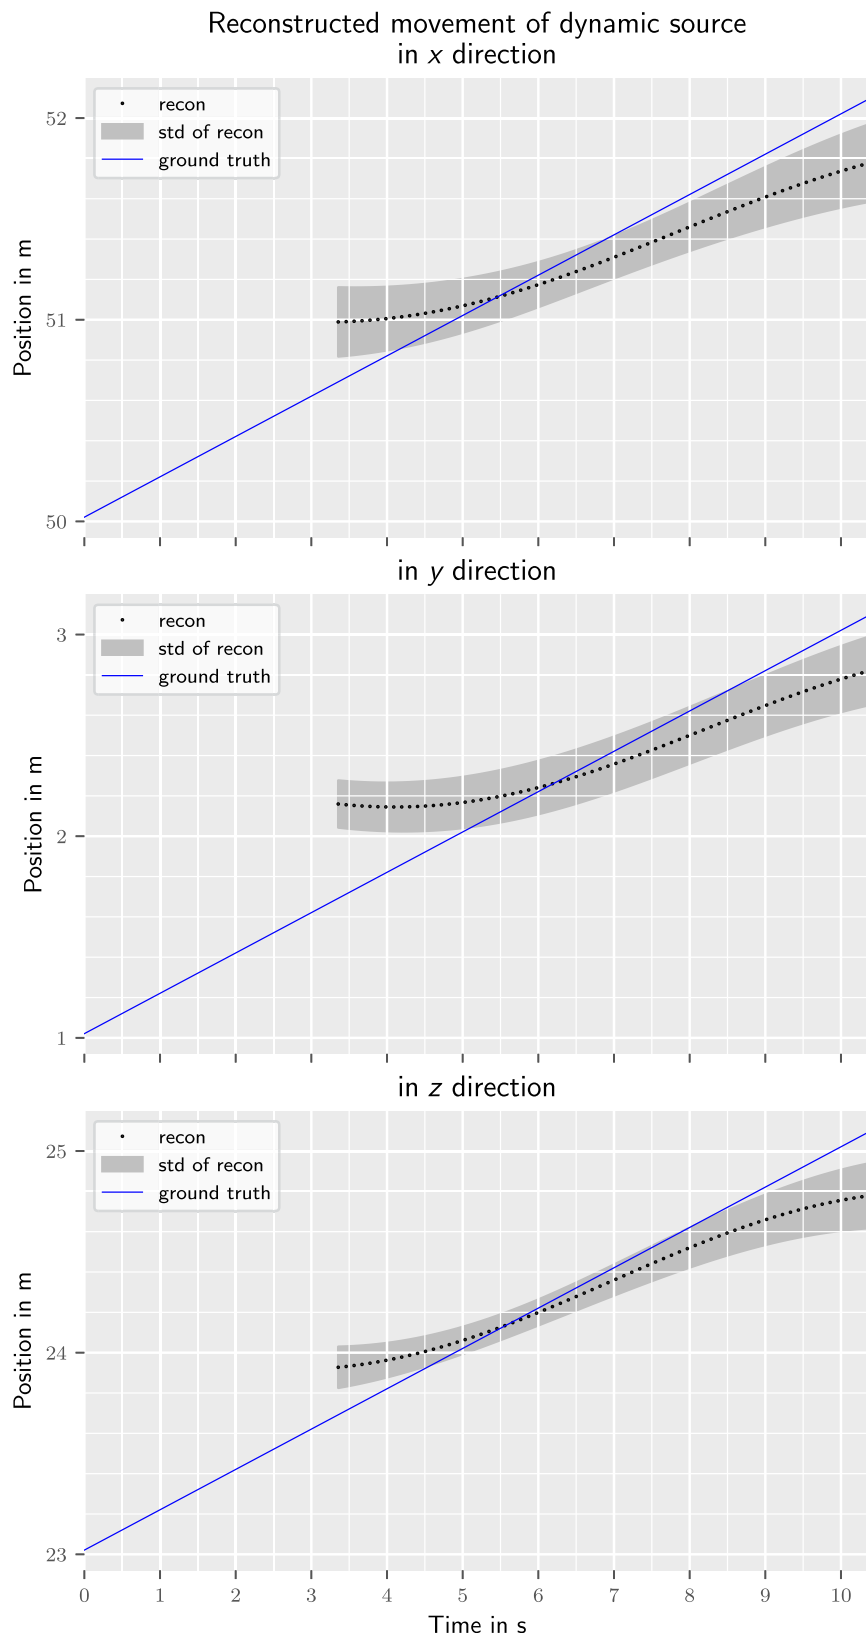 Reconstructed movement of dynamic source
in x direction
recon
std of recon
ground truth
52
51
50
Position in m
in y direction
recon
std of recon
ground truth
3
2
1
Position in m
in z direction
recon
std of recon
ground truth
25
24
23
Position in m
0 1 2 3 4 5 6 7 8 9 10
Time in s